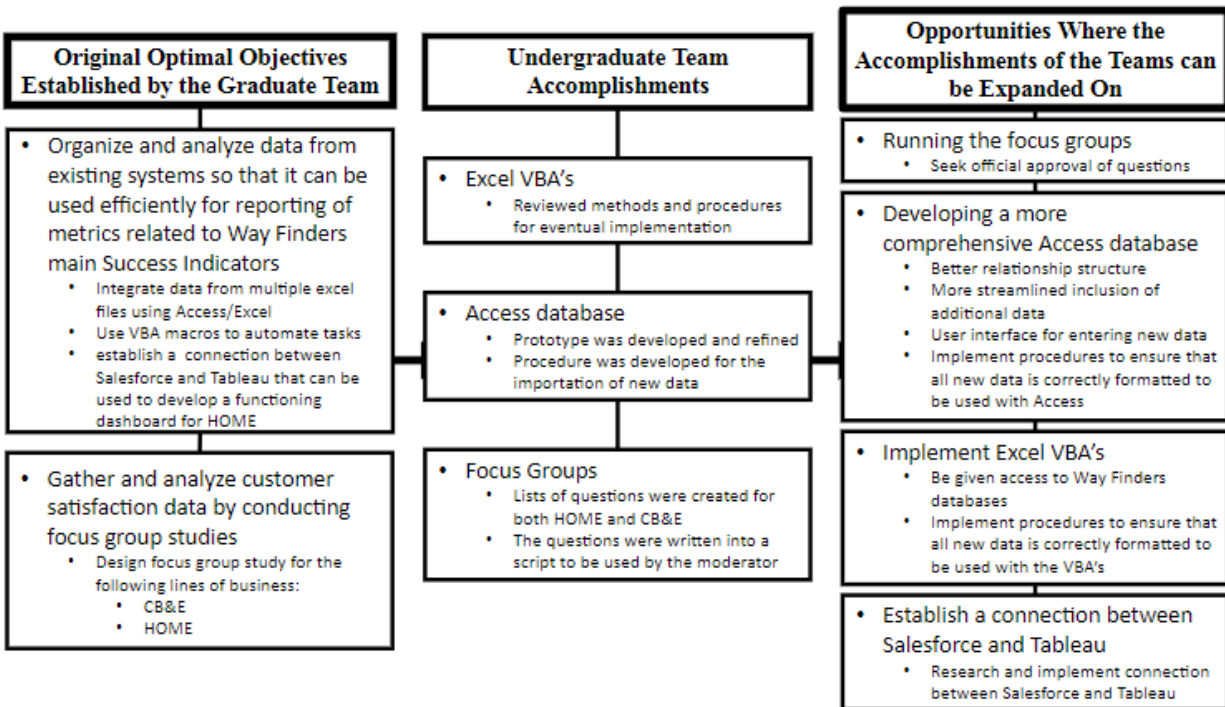 Original Optimal Objectives
Established by the Graduate Team
• Organize and analyze data from
existing systems so that it can be
used efficiently for reporting of
metrics related to Way Finders
main Success Indicators
• Integrate data from multiple excel
files using Access/Excel
• Use VBA macros to automate tasks
• establish a connection between
Salesforce and Tableau that can be
used to develop a functioning
dashboard for HOME
• Gather and analyze customer
satisfaction data by conducting
focus group studies
• Design focus group study for the
following lines of business:
• CB&E
• HOME
Undergraduate Team
Accomplishments
• Excel VBA's
• Reviewed methods and procedures
for eventual implementation
• Access database
• Prototype was developed and refined
• Procedure was developed for the
importation of new data
• Focus Groups
• Lists of questions were created for
both HOME and CB&E
• The questions were written into a
script to be used by the moderator
Opportunities Where the
Accomplishments of the Teams can
be Expanded On
• Running the focus groups
• Seek official approval of questions
• Developing a more
comprehensive Access database
• Better relationship structure
• More streamlined inclusion of
additional data
• User interface for entering new data
• Implement procedures to ensure that
all new data is correctly formatted to
be used with Access
• Implement Excel VBA's
• Be given access to Way Finders
databases
• Implement procedures to ensure that
all new data is correctly formatted to
be used with the VBA's
• Establish a connection between
Salesforce and Tableau
• Research and implement connection
between Salesforce and Tableau